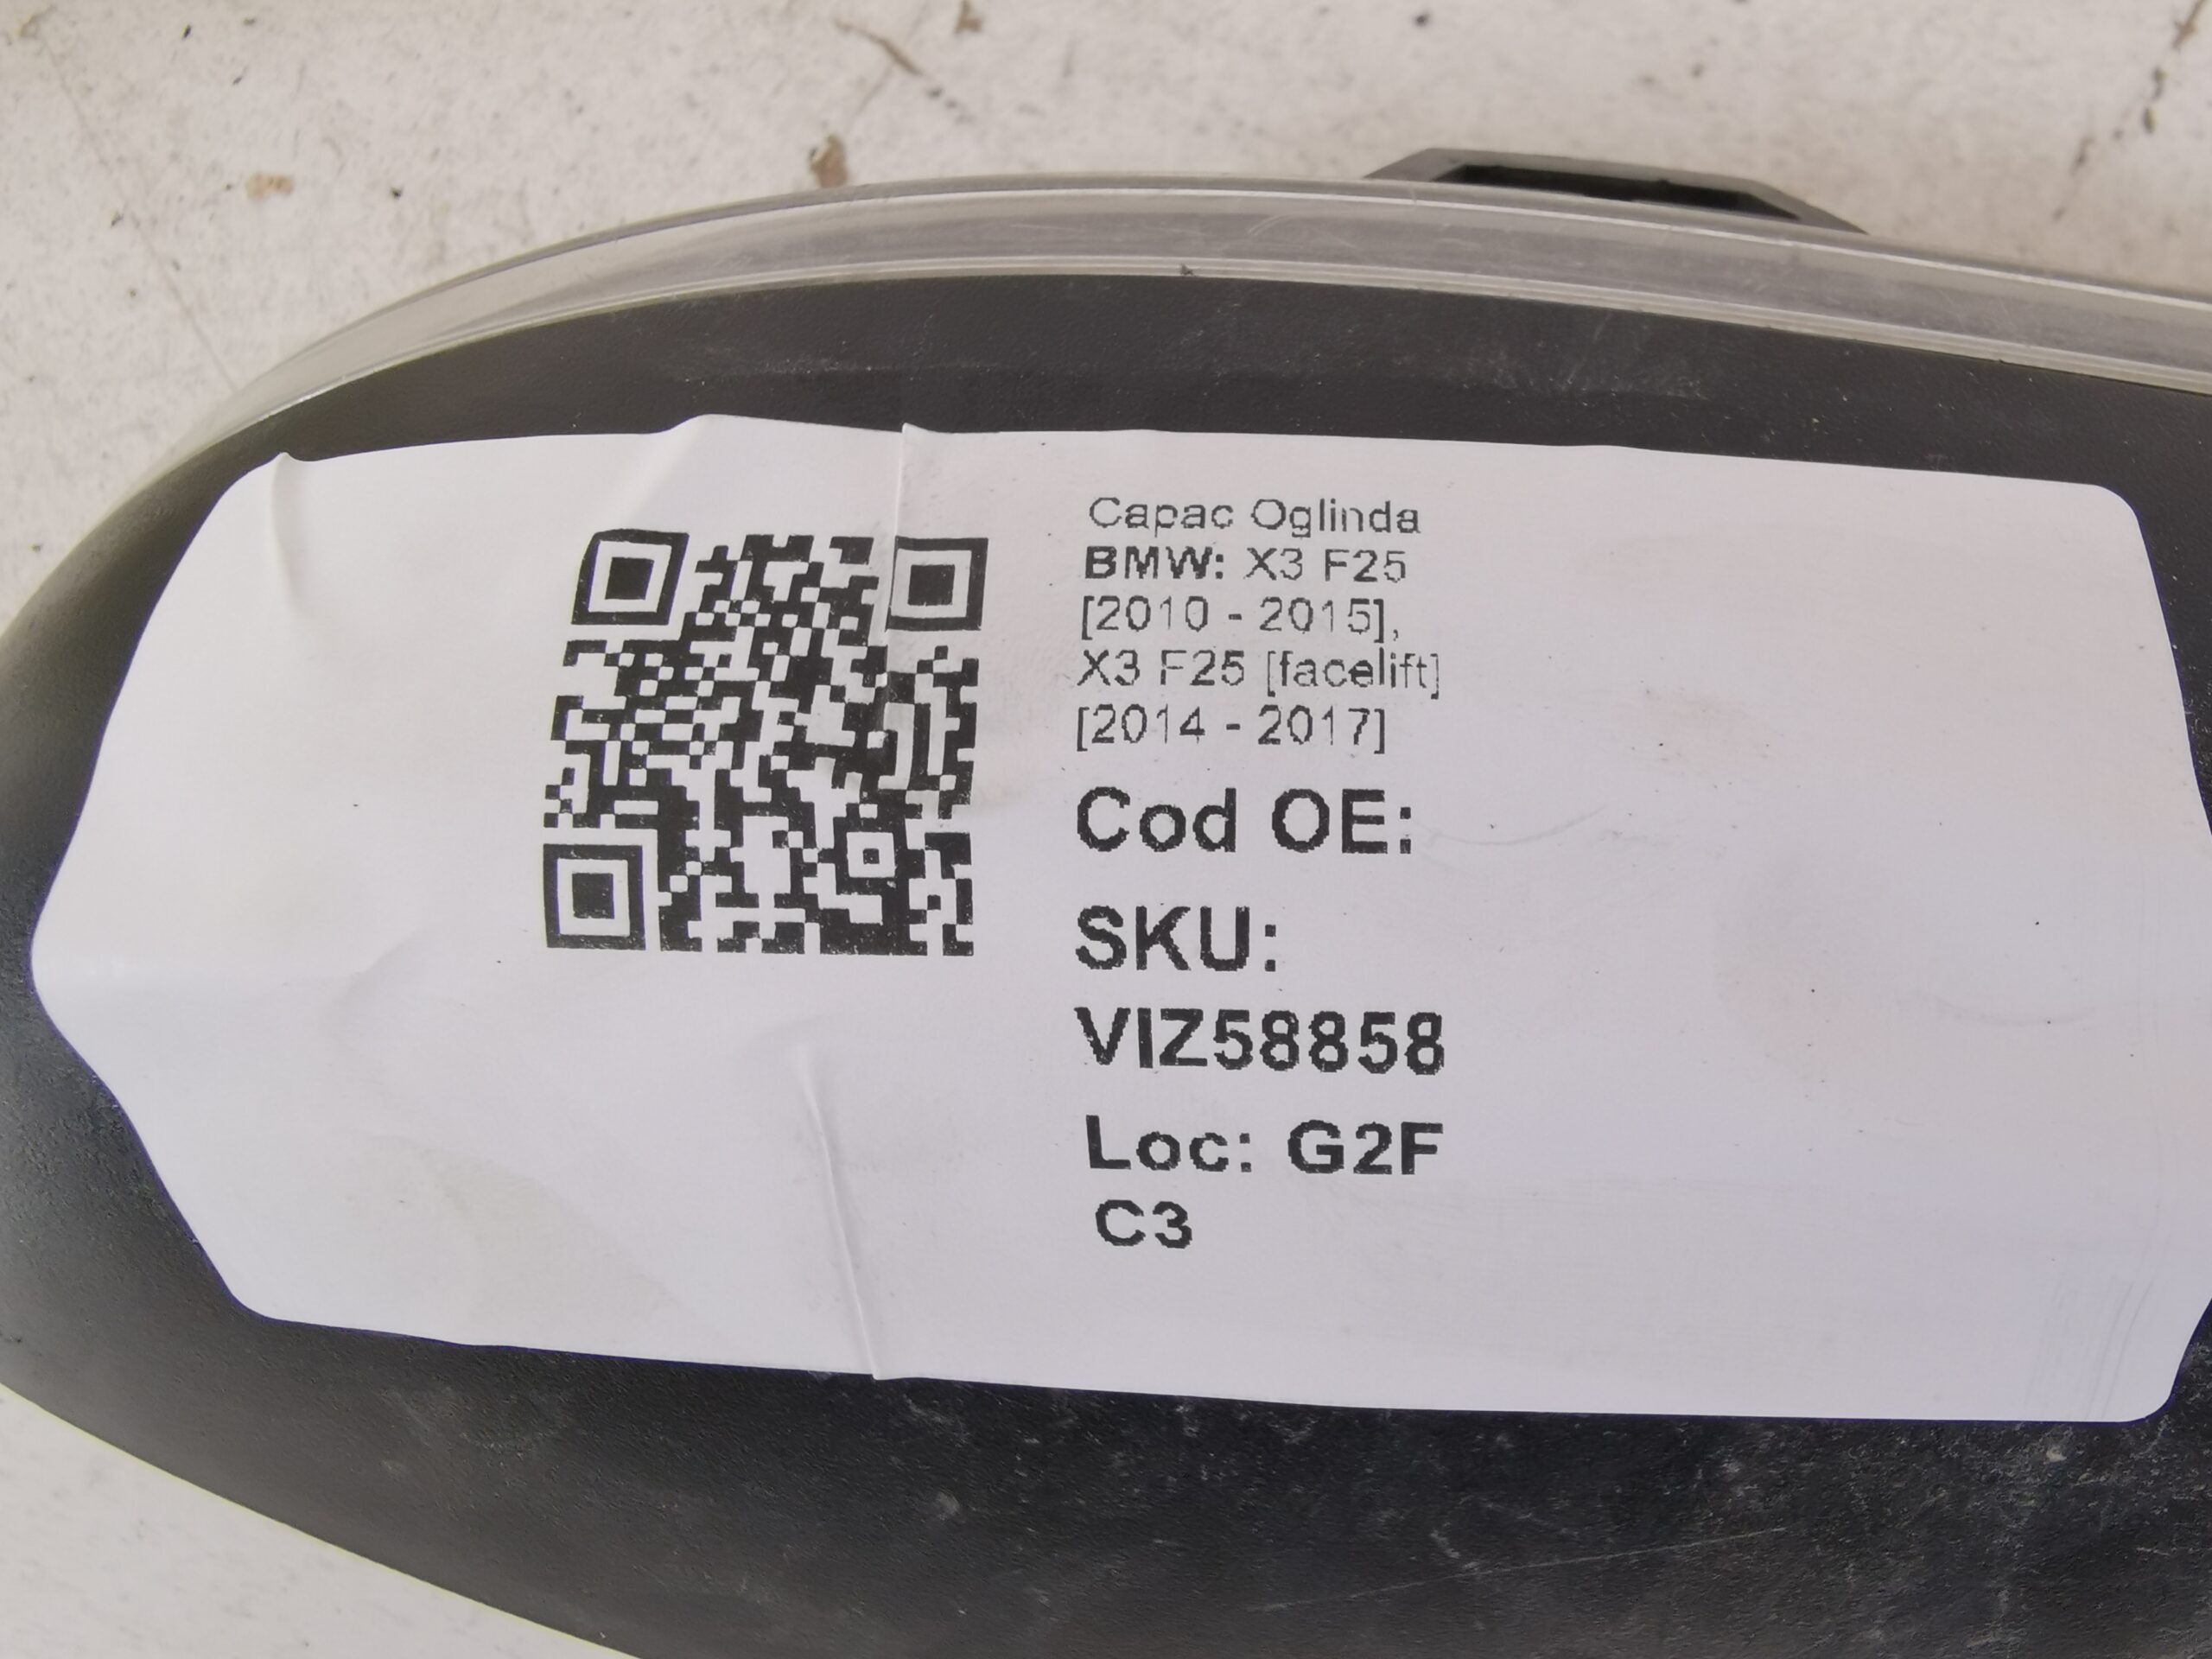 Capac Oglinda
BMW: X3 F25
[2010 - 2015],
X3 F25 [facelift]
[2014 - 2017]
Cod OE:
SKU:
VIZ58858
Loc: G2F
C3